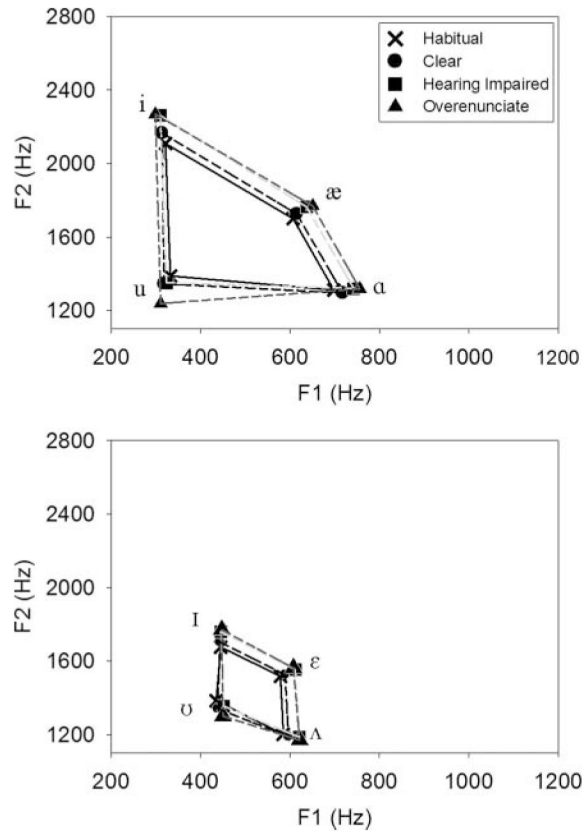 2800
2400
2000
1600
1200
F2 (Hz)
Habitual
Clear
Hearing Impaired
Overenunciate
i
æ
u
ɑ
200 400 600 800 1000 1200
F1 (Hz)
2800
2400
2000
1600
1200
F2 (Hz)
I
ε
ʊ
Λ
200 400 600 800 1000 1200
F1 (Hz)